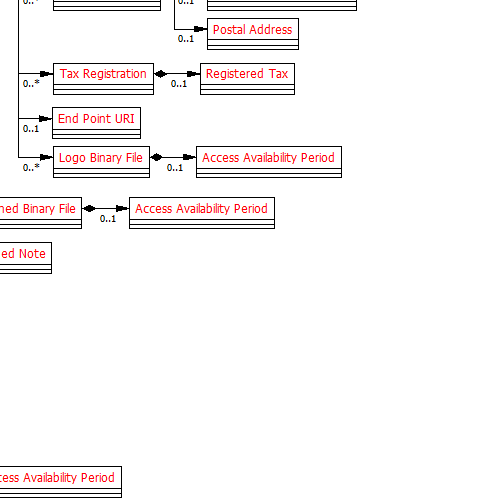 0..*
0..1
Postal Address
0..1
Tax Registration
Registered Tax
0..*
0..1
End Point URI
0..1
Logo Binary File
Access Availability Period
0..*
0..1
ned Binary File
Access Availability Period
0..1
ed Note
cess Availability Period